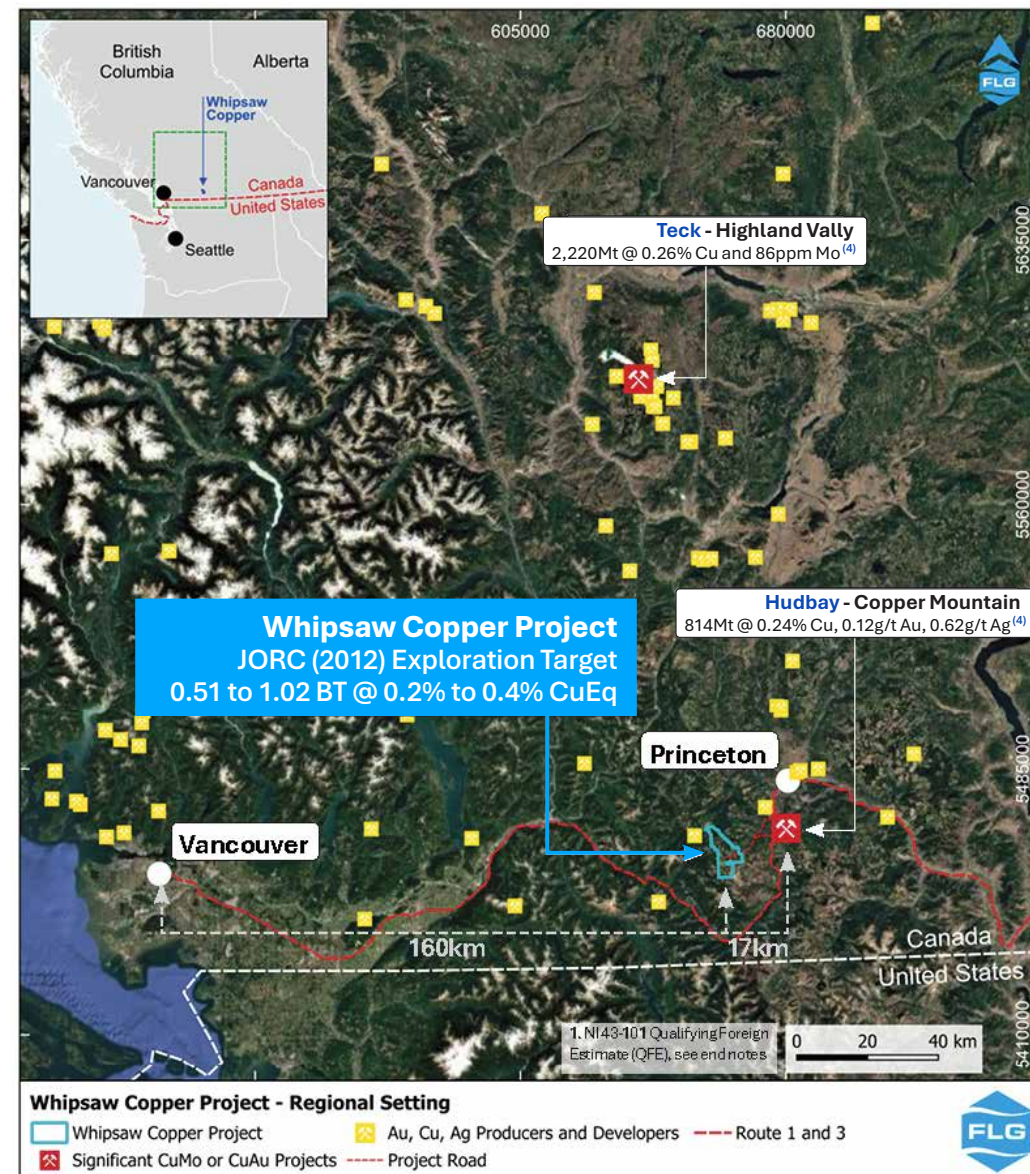 605000
680000
British
Columbia
Alberta
Whipsaw
Copper
Vancouver
Canada
United States
Seattle
FLG
5635000
Teck - Highland Vally
2,220Mt @ 0.26% Cu and 86ppm Mo(4)
5560000
Hudbay - Copper Mountain
814Mt @ 0.24% Cu, 0.12g/t Au, 0.62g/t Ag(4)
Whipsaw Copper Project
JORC (2012) Exploration Target
0.51 to 1.02 BT @ 0.2% to 0.4% CuEq
Princeton
5485000
Vancouver
160km
17km
Canada
United States
1. NI43-101 Qualifying Foreign
Estimate (QFE), see end notes
0 20 40 km
5410000
Whipsaw Copper Project - Regional Setting
Whipsaw Copper Project
Au, Cu, Ag Producers and Developers
Route 1 and 3
Significant CuMo or CuAu Projects
Project Road
FLG